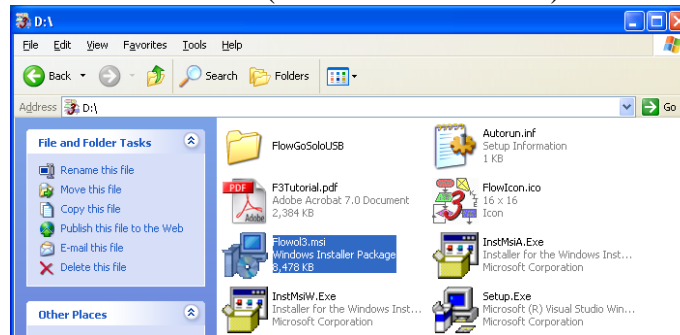 D:\
File Edit View Favorites Tools Help
Back Search Folders
Address D:\ Go
File and Folder Tasks
Rename this file
Move this file
Copy this file
Publish this file to the Web
E-mail this file
Delete this file
Other Places
FlowGoSoloUSB
Autorun.inf
Setup Information
1 KB
PDF
Adobe
F3Tutorial.pdf
Adobe Acrobat 7.0 Document
2,384 KB
FlowIcon.ico
16 x 16
Icon
Flowol3.msi
Windows Installer Package
8,478 KB
InstMsiA.Exe
Installer for the Windows Inst...
Microsoft Corporation
InstMsiW.Exe
Installer for the Windows Inst...
Microsoft Corporation
Setup.Exe
Microsoft (R) Visual Studio Win...
Microsoft Corporation